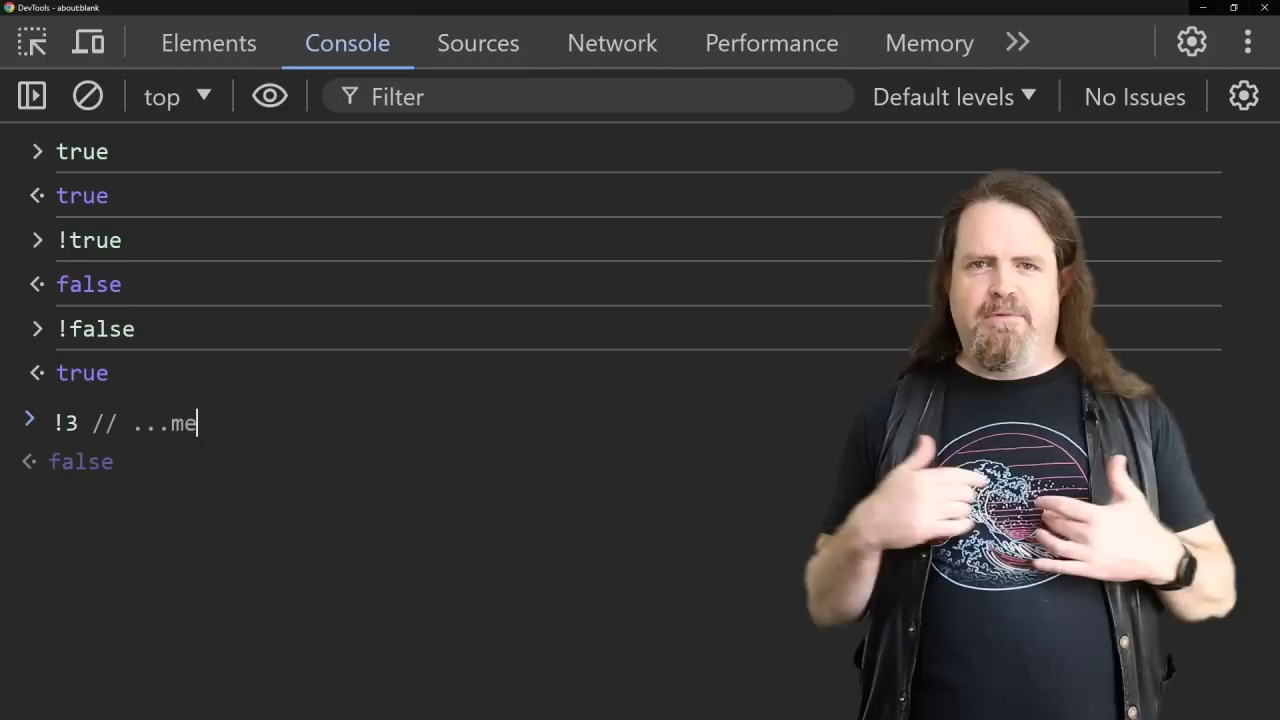 DevTools - about:blank
Elements Console Sources Network Performance Memory
top Filter Default levels No Issues
> true
<· true
> !true
<· false
> !false
<· true
> !3 // ...me
<· false